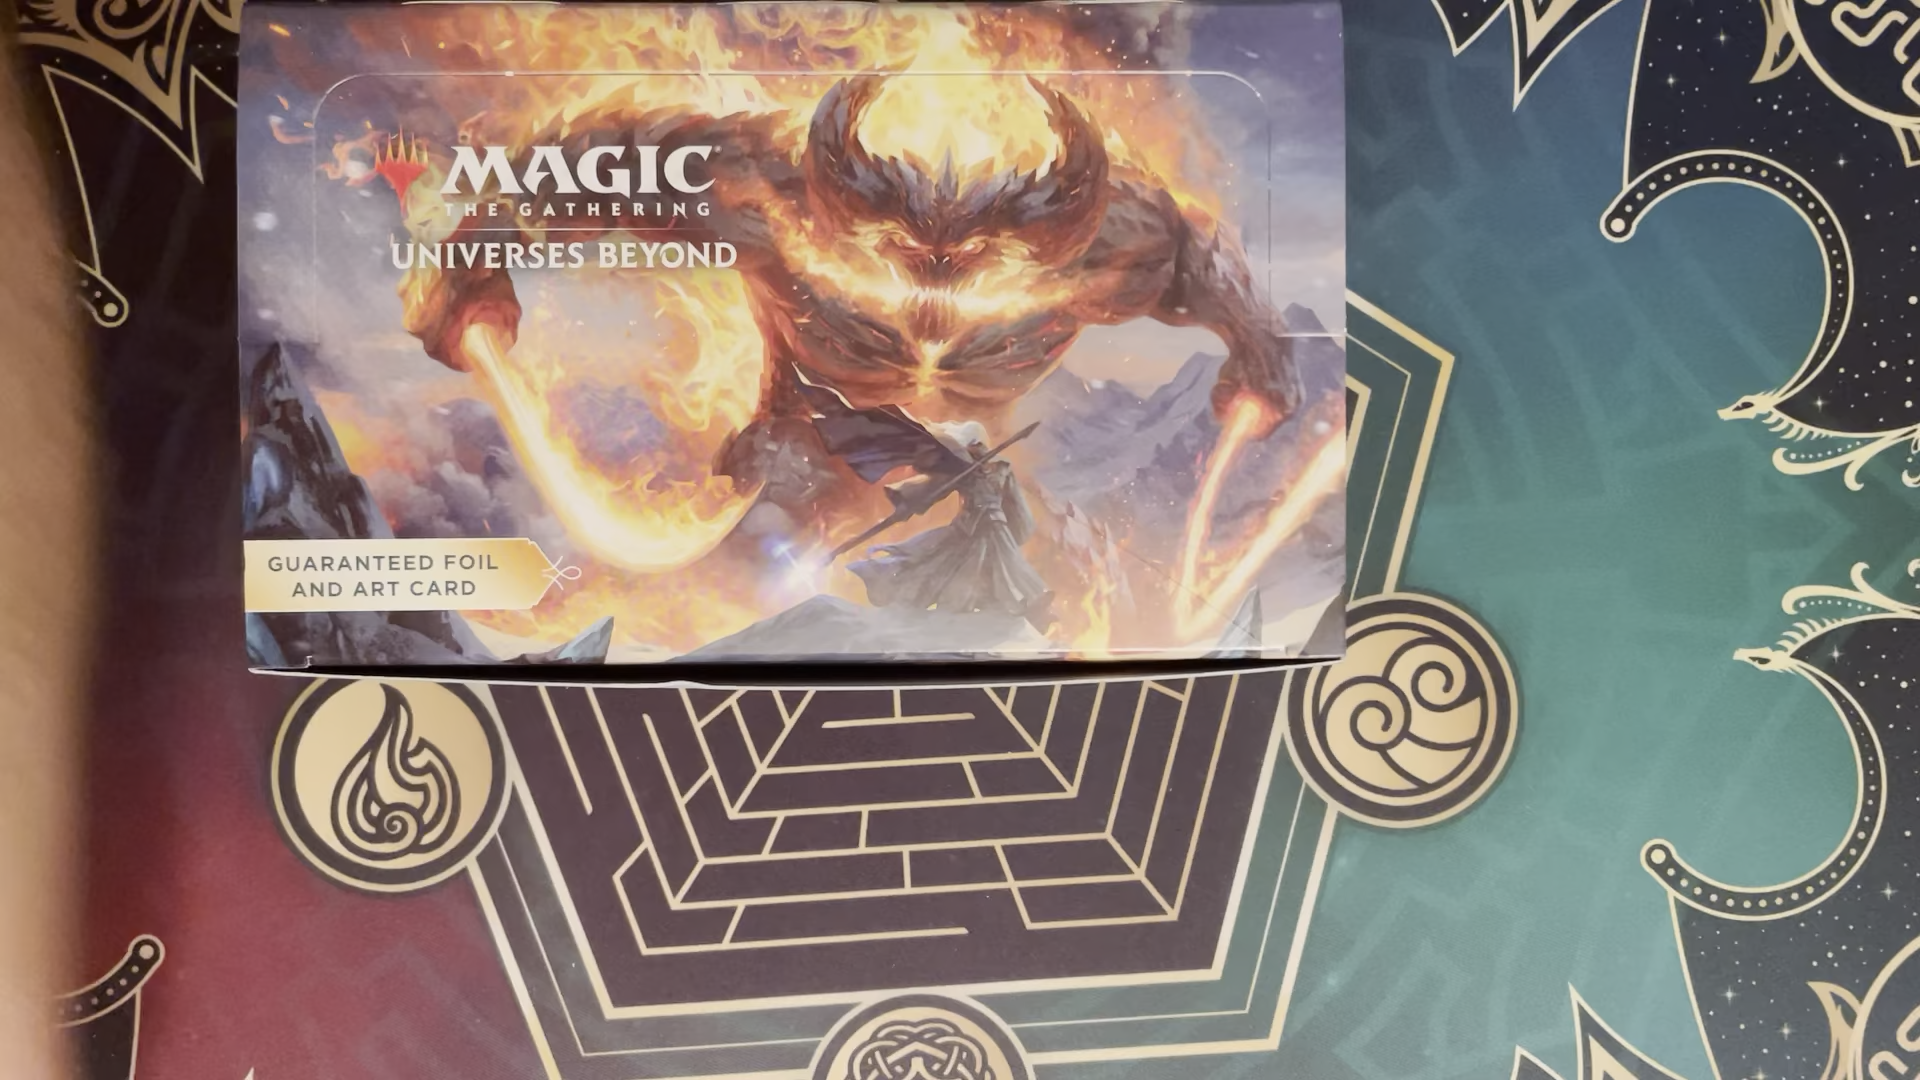 MAGIC
THE GATHERING
UNIVERSES BEYOND
GUARANTEED FOIL
AND ART CARD